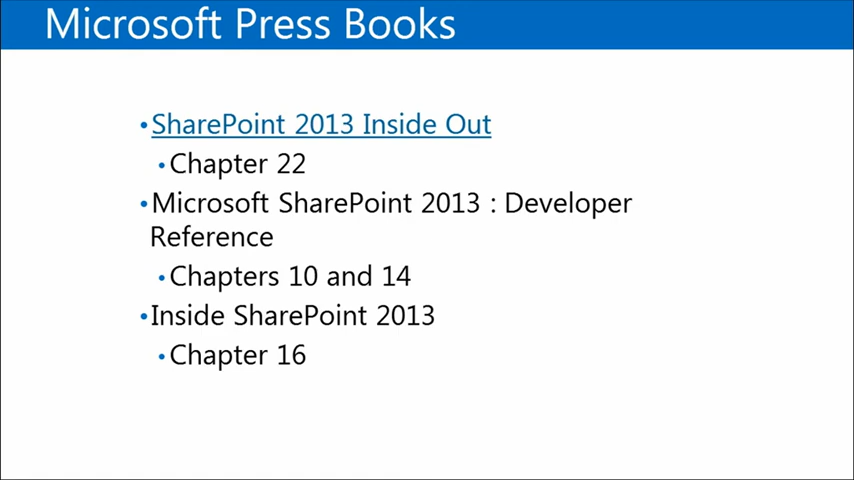 Microsoft Press Books
•SharePoint 2013 Inside Out
•Chapter 22
•Microsoft SharePoint 2013 : Developer
Reference
•Chapters 10 and 14
•Inside SharePoint 2013
•Chapter 16